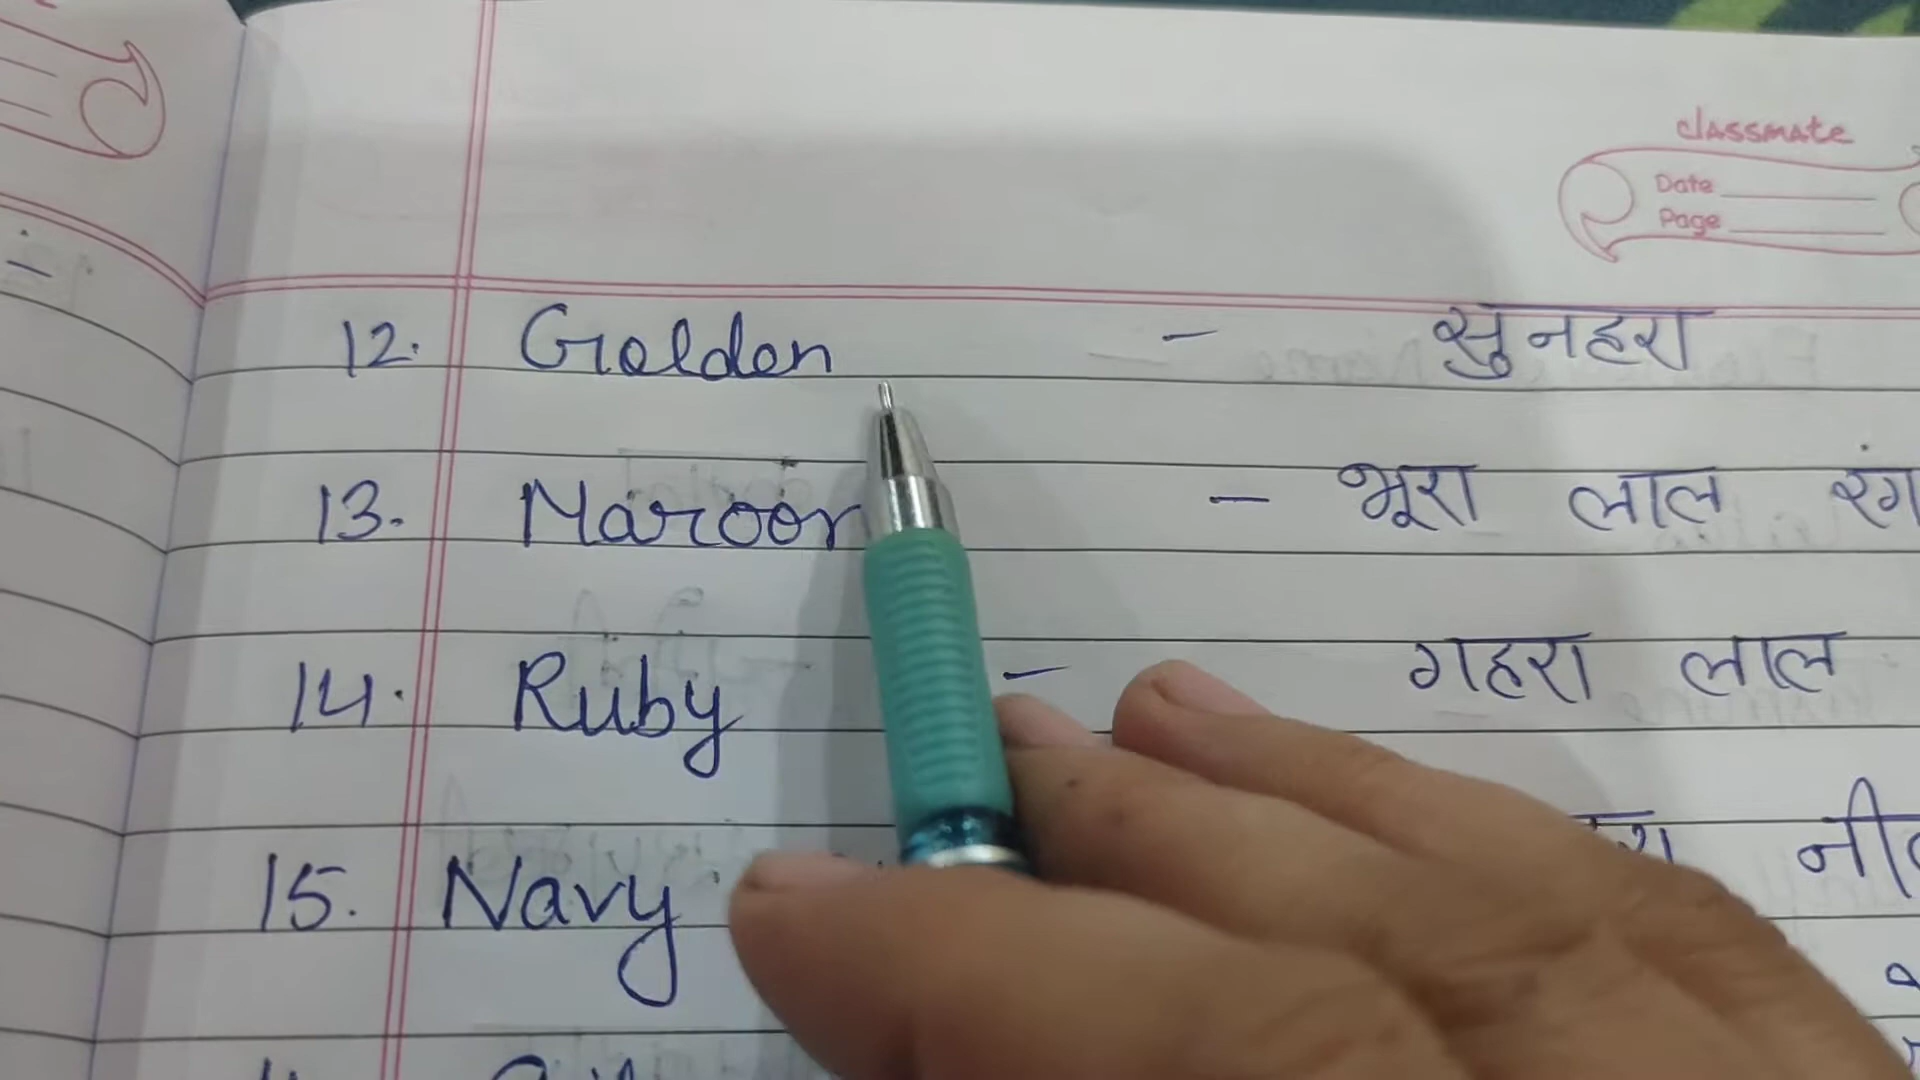 classmate
Date
Page
12. Golden - सुनहरा
13. Maroon - भूरा लाल रंग
14. Ruby - गहरा लाल
15. Navy